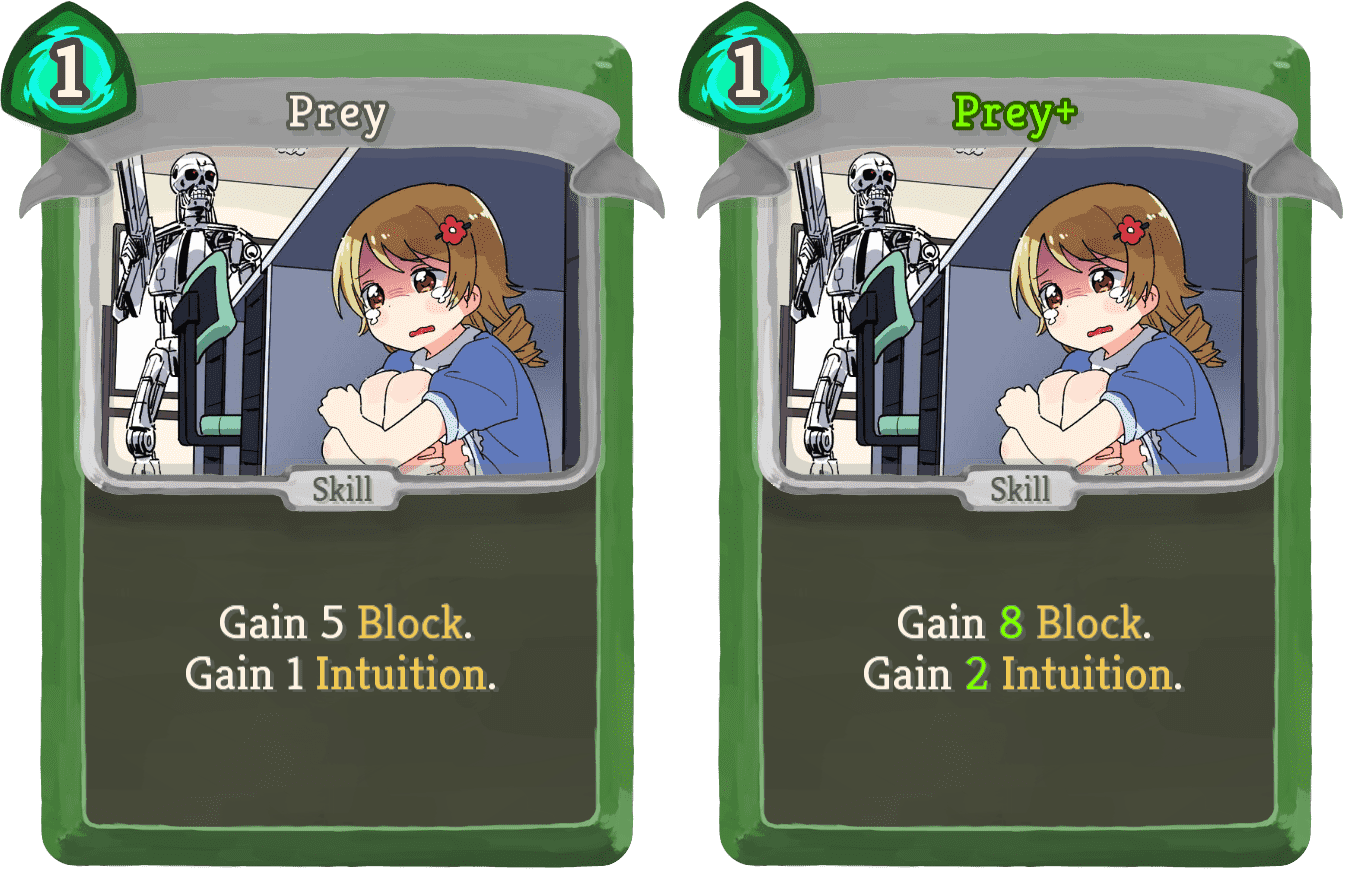 1
Prey
Skill
Gain 5 Block.
Gain 1 Intuition.
1
Prey+
Skill
Gain 8 Block.
Gain 2 Intuition.